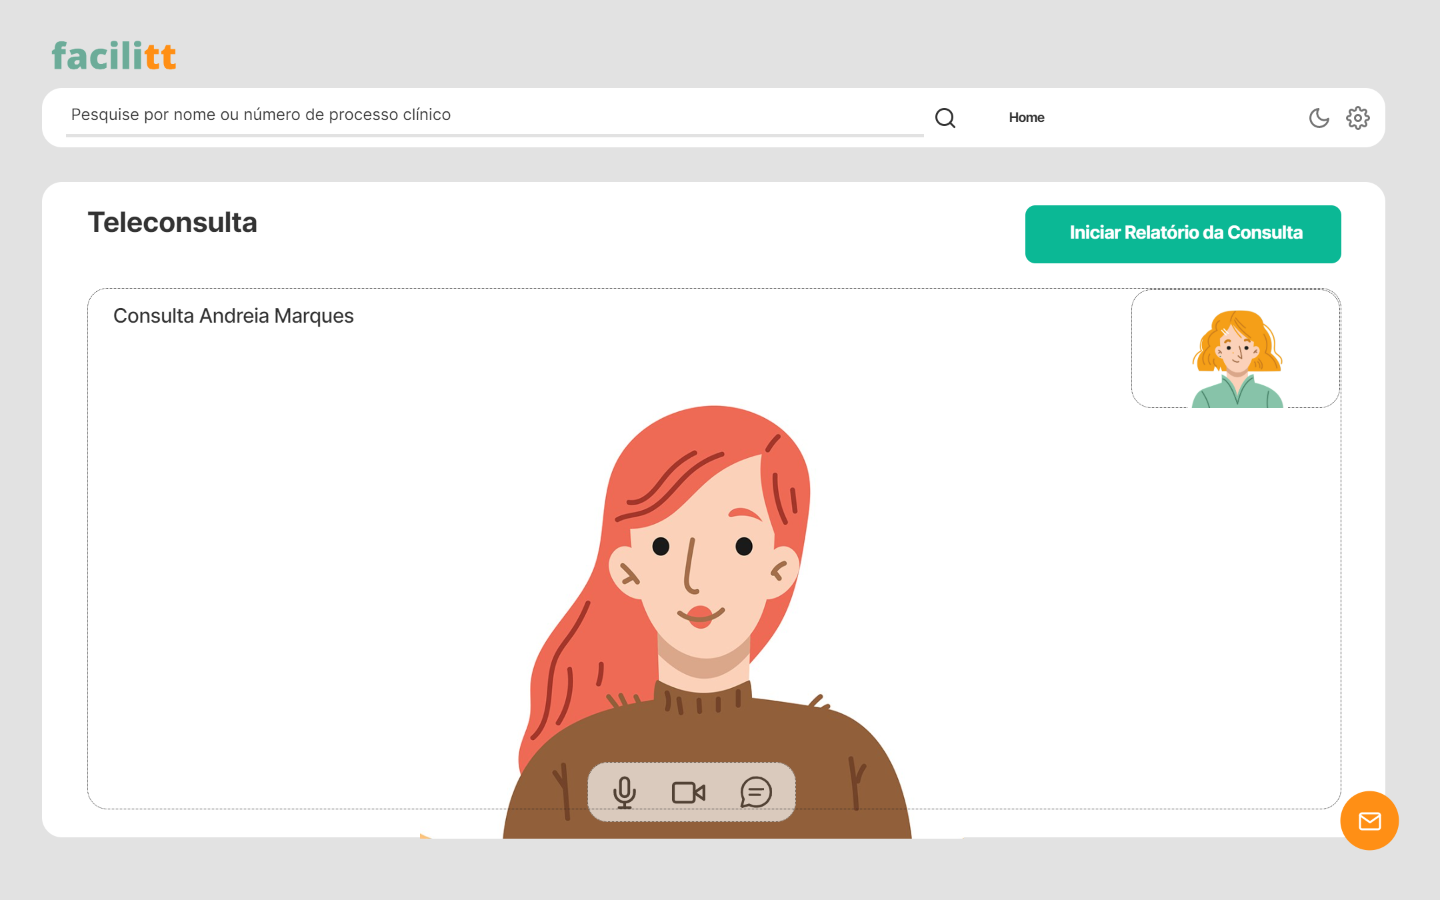 facilitt
Pesquise por nome ou número de processo clínico
Home
Teleconsulta
Iniciar Relatório da Consulta
Consulta Andreia Marques